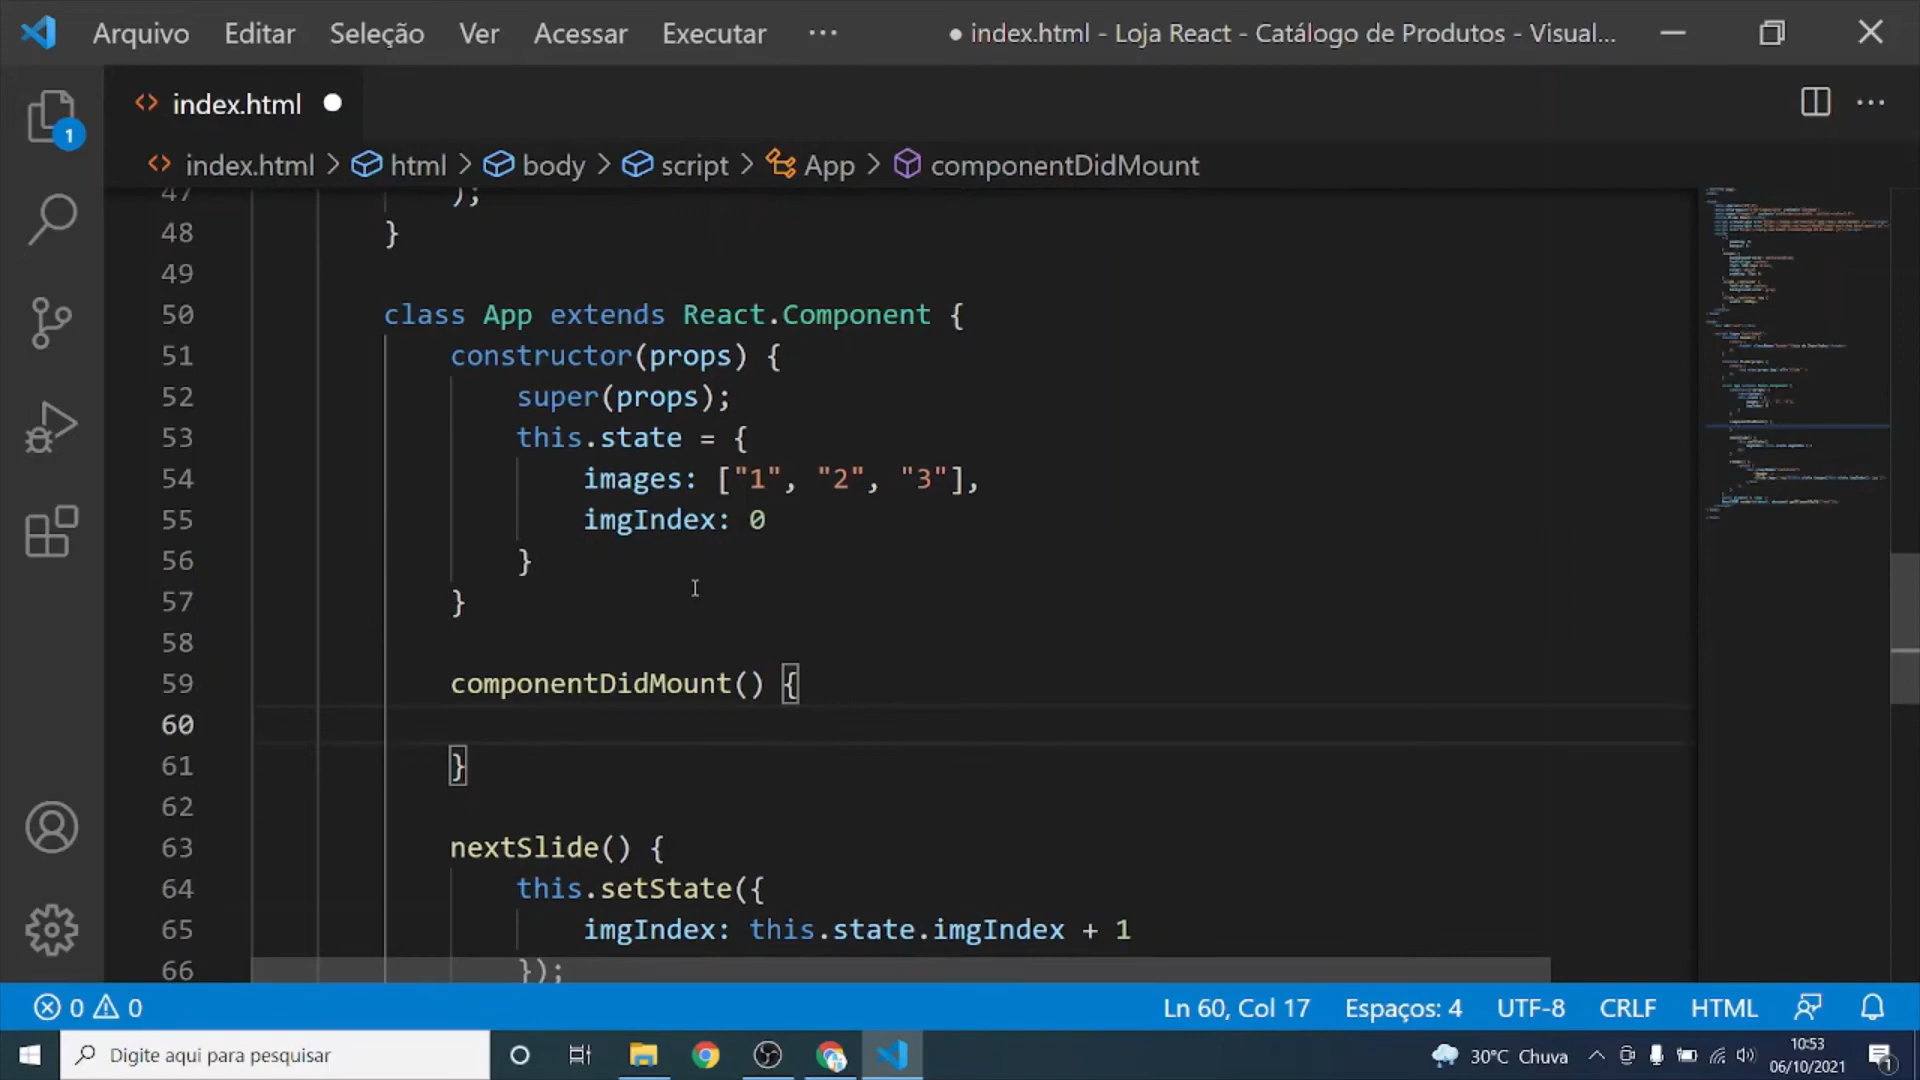 Arquivo Editar Seleção Ver Acessar Executar ··· ● index.html - Loja React - Catálogo de Produtos - Visual...
index.html
1
index.html > html > body > script > App > componentDidMount
47 );
48 }
49
50 class App extends React.Component {
51 constructor(props) {
52 super(props);
53 this.state = {
54 images: ["1", "2", "3"],
55 imgIndex: 0
56 }
57 }
58
59 componentDidMount() {
60
61 }
62
63 nextSlide() {
64 this.setState({
65 imgIndex: this.state.imgIndex + 1
66 });
0 0 Ln 60, Col 17 Espaços: 4 UTF-8 CRLF HTML
Digite aqui para pesquisar 30°C Chuva 10:53
06/10/2021 1